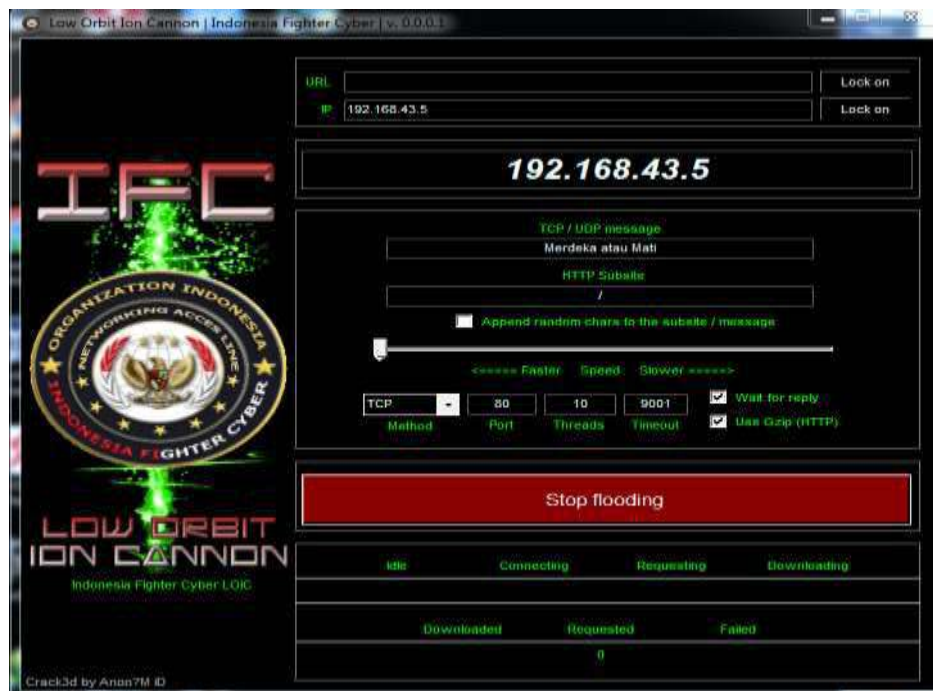 Low Orbit Ion Cannon | Indonesia Fighter Cyber | v. 0.0.0.1
URL
Lock on
IP
192.168.43.5
Lock on
192.168.43.5
IFC
ORGANIZATION INDONESIA
NETWORKING ACCES LINE
INDONESIA FIGHTER CYBER
LOW ORBIT
ION CANNON
Indonesia Fighter Cyber LOIC
Crack3d by Anon7M iD
TCP / UDP message
Merdeka atau Mati
HTTP Subsite
/
Append random chars to the subsite / message
<===== Faster Speed Slower =====>
TCP 80 10 9001 Wait for reply
Method Port Threads Timeout Use Gzip (HTTP)
Stop flooding
Idle Connecting Requesting Downloading
Downloaded Requested Failed
0